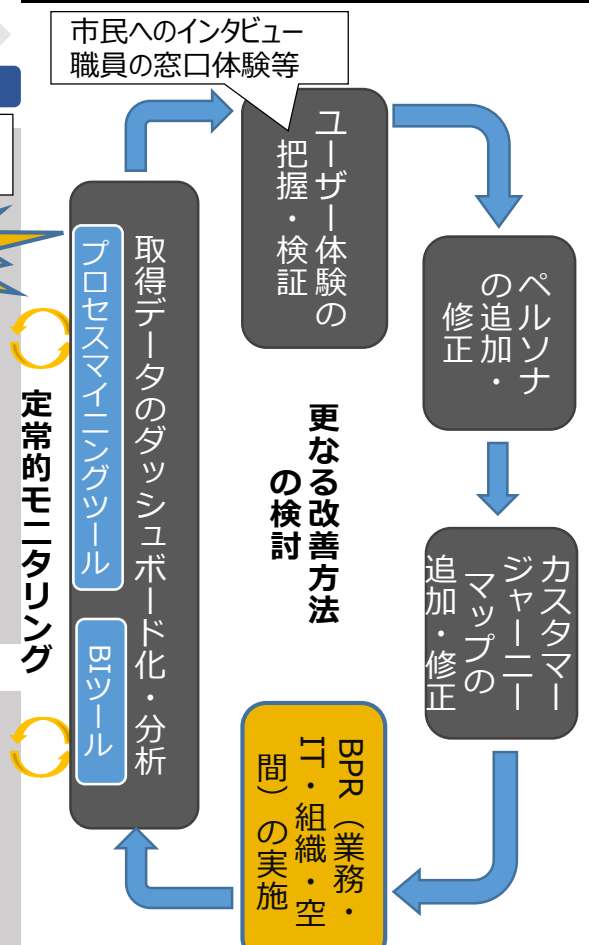 市民へのインタビュー
職員の窓口体験等
ユーザー体験の
把握・検証
ペルソナ
の追加・
修正
カスタマー
ジャーニー
マップの
追加・修正
BPR（業務・
IT・組織・空
間）の実施
取得データのダッシュボード化・分析
プロセスマイニングツール
BIツール
定常的モニタリング
更なる改善方法
の検討